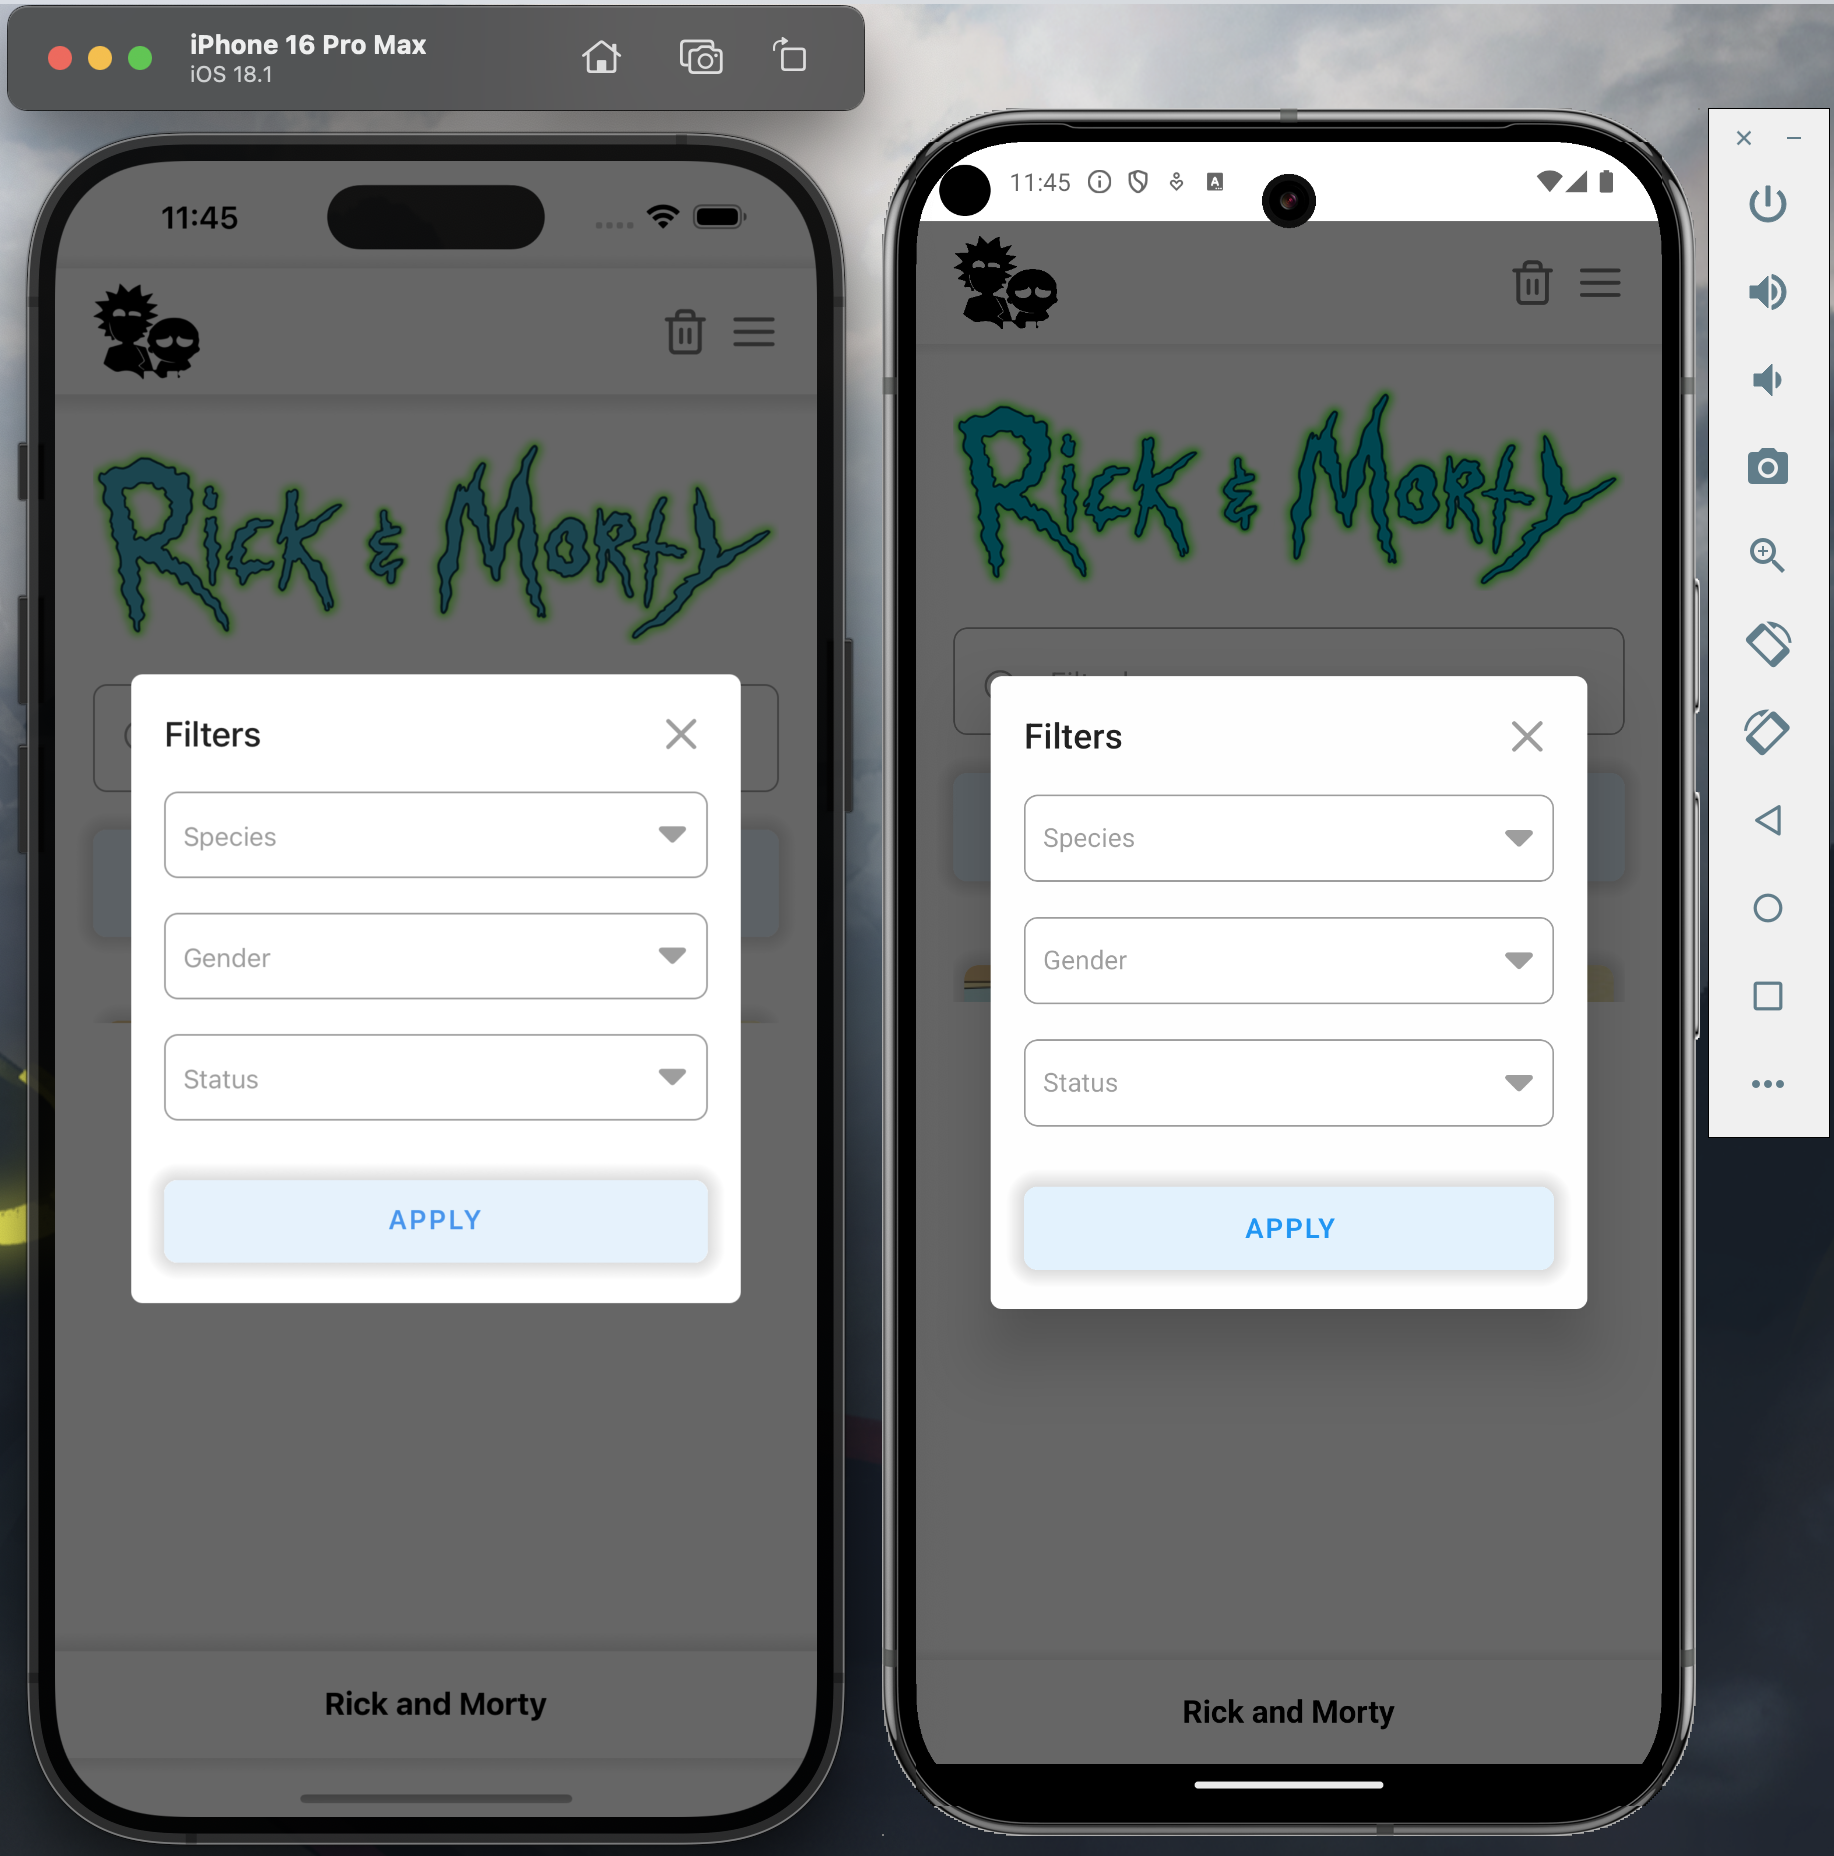 iPhone 16 Pro Max
iOS 18.1
11:45
Rick & Morty
Filters
Species
Gender
Status
APPLY
Rick and Morty
11:45
A
Rick & Morty
Filters
Species
Gender
Status
APPLY
Rick and Morty